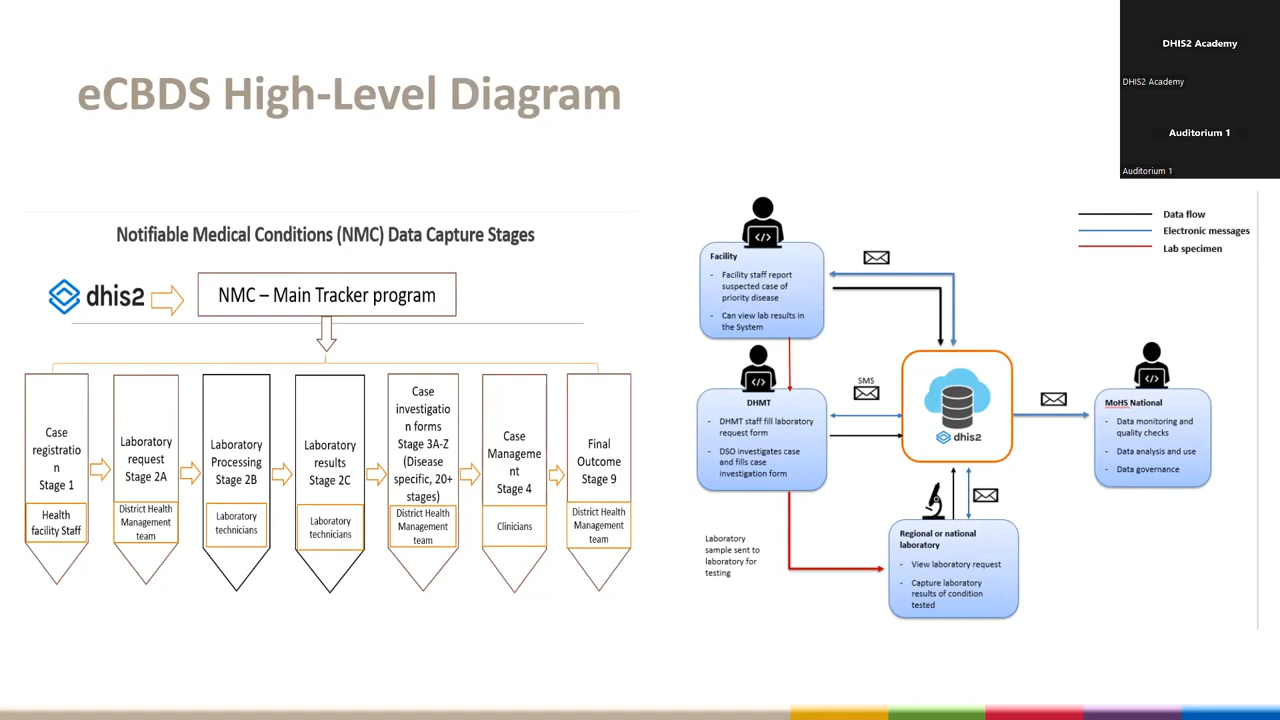 eCBDS High-Level Diagram
DHIS2 Academy
DHIS2 Academy
Auditorium 1
Auditorium 1
Notifiable Medical Conditions (NMC) Data Capture Stages
dhis2
NMC – Main Tracker program
Case
registratio
n
Stage 1
Health
facility Staff
Laboratory
request
Stage 2A
District Health
Management
team
Laboratory
Processing
Stage 2B
Laboratory
technicians
Laboratory
results
Stage 2C
Laboratory
technicians
Case
investigatio
n forms
Stage 3A-Z
(Disease
specific, 20+
stages)
District Health
Management
team
Case
Manageme
nt
Stage 4
Clinicians
Final
Outcome
Stage 9
District Health
Management
team
Data flow
Electronic messages
Lab specimen
Facility
- Facility staff report
suspected case of
priority disease
- Can view lab results in
the System
DHMT
- DHMT staff fill laboratory
request form
- DSO investigates case
and fills case
investigation form
SMS
dhis2
MoHS National
- Data monitoring and
quality checks
- Data analysis and use
- Data governance
Laboratory
sample sent to
laboratory for
testing
Regional or national
laboratory
- View laboratory request
- Capture laboratory
results of condition
tested